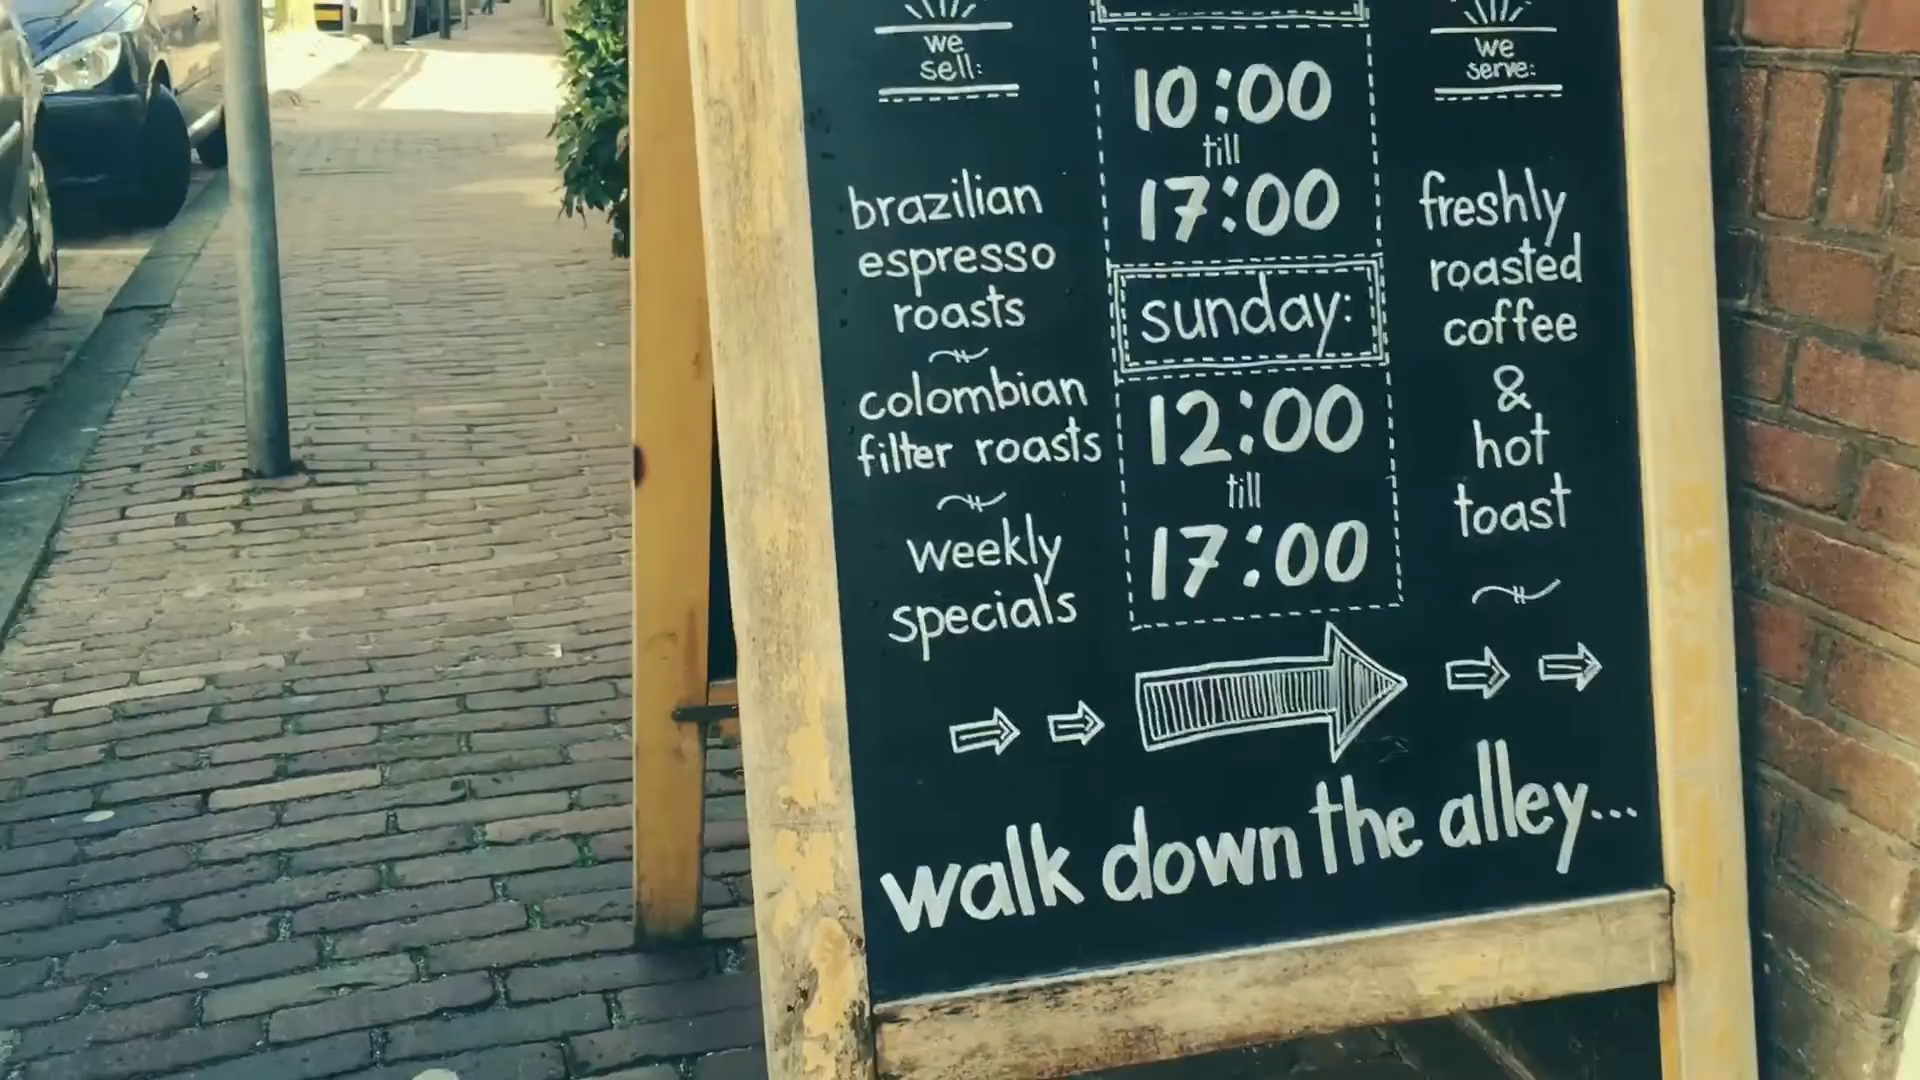 we
sell:
brazilian
espresso
roasts
colombian
filter roasts
weekly
specials
10:00
till
17:00
sunday:
12:00
till
17:00
we
serve:
freshly
roasted
coffee
&
hot
toast
walk down the alley...